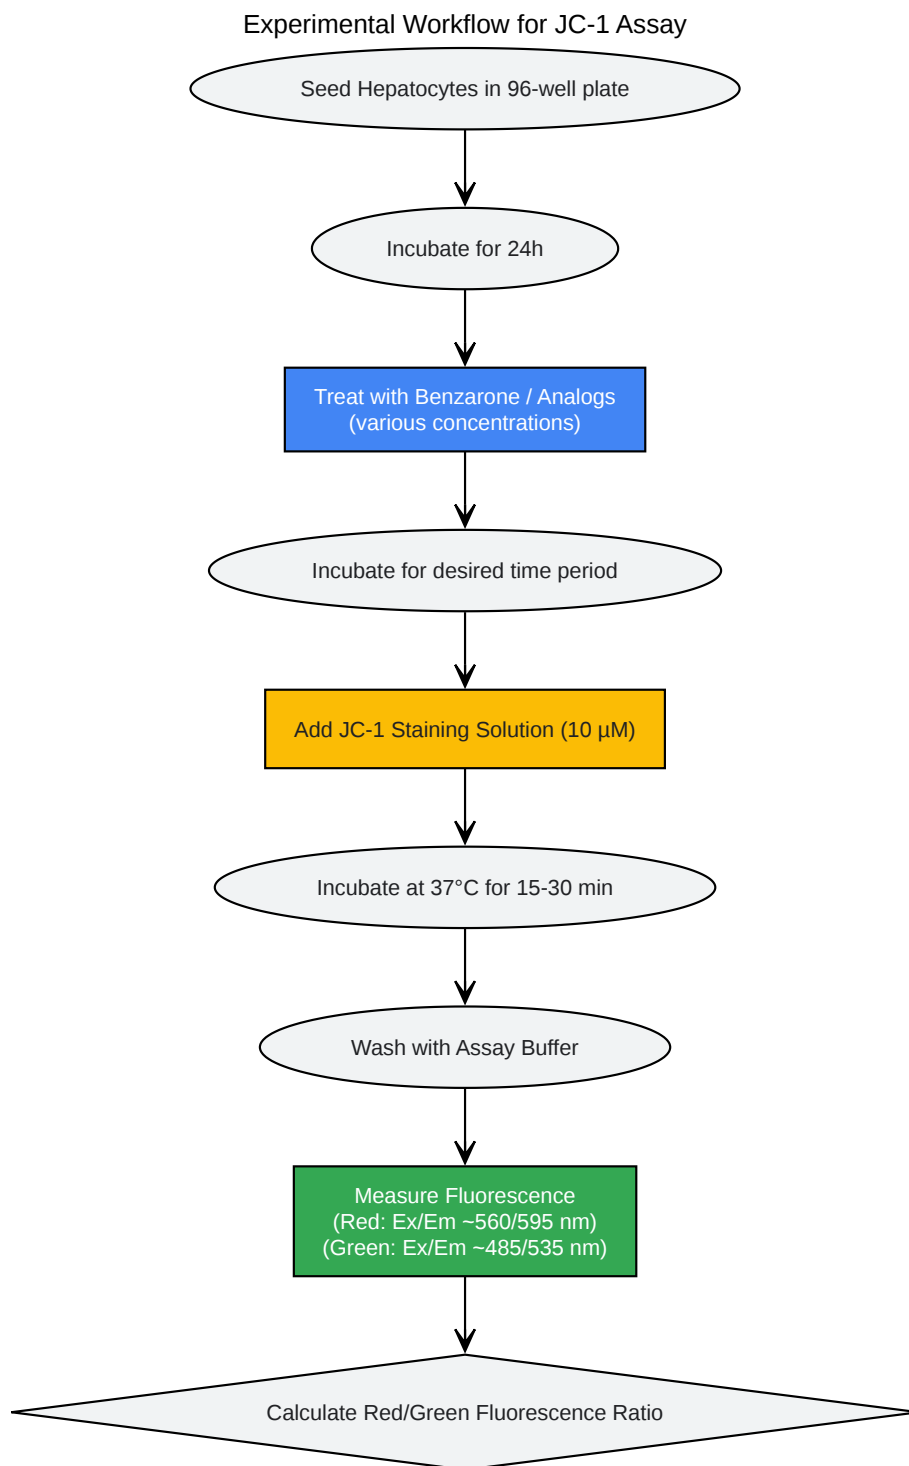 Experimental Workflow for JC-1 Assay
Seed Hepatocytes in 96-well plate
Incubate for 24h
Treat with Benzarone / Analogs
(various concentrations)
Incubate for desired time period
Add JC-1 Staining Solution (10 µM)
Incubate at 37°C for 15-30 min
Wash with Assay Buffer
Measure Fluorescence
(Red: Ex/Em ~560/595 nm)
(Green: Ex/Em ~485/535 nm)
Calculate Red/Green Fluorescence Ratio